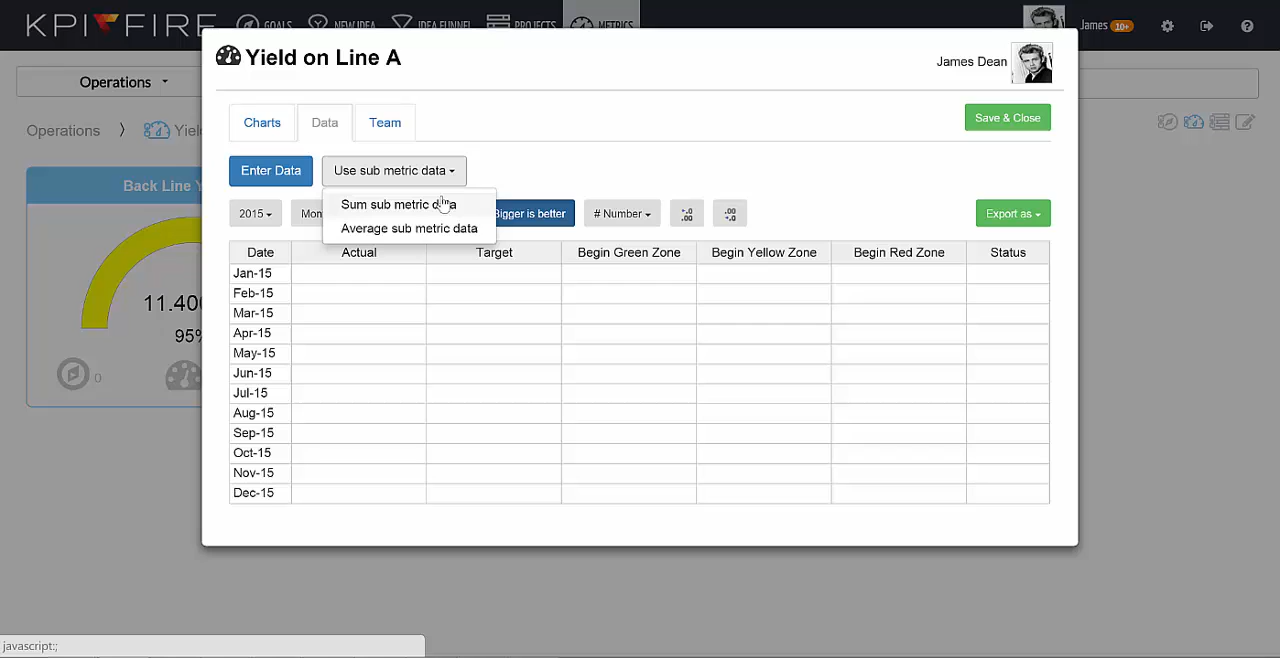 KPI FIRE GOALS NEW IDEA IDEA FUNNEL PROJECTS METRICS James 10+
Yield on Line A
James Dean
Operations
Charts Data Team
Save & Close
Operations
Enter Data Use sub metric data
Sum sub metric data
Average sub metric data
Back Line
2015 Bigger is better # Number Export as
Date Actual Target Begin Green Zone Begin Yellow Zone Begin Red Zone Status
Jan-15
Feb-15
Mar-15
Apr-15
May-15
Jun-15
Jul-15
Aug-15
Sep-15
Oct-15
Nov-15
Dec-15
11.400
95%
0
javascript:;